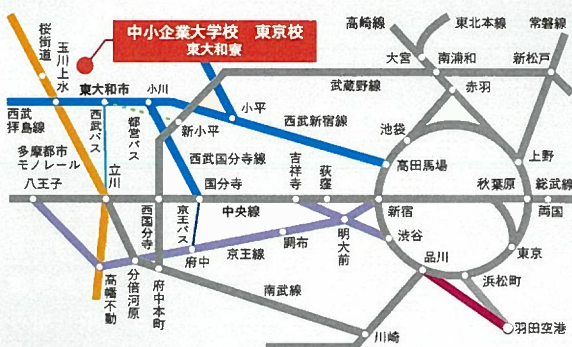 中小企業大学校 東京校
東大和寮
高崎線
東北本線
常磐線
桜街道
玉川上水
大宮
南浦和
新松戸
東大和市
小川
武蔵野線
赤羽
西武
拝島線
西武バス
都営バス
新小平
小平
西武新宿線
池袋
多摩都市
モノレール
西武国分寺線
高田馬場
上野
八王子
立川
国分寺
吉祥寺
荻窪
秋葉原
総武線
西国分寺
京王バス
中央線
新宿
両国
調布
明大前
渋谷
東京
府中
京王線
品川
浜松町
高幡不動
分倍河原
府中本町
南武線
川崎
羽田空港